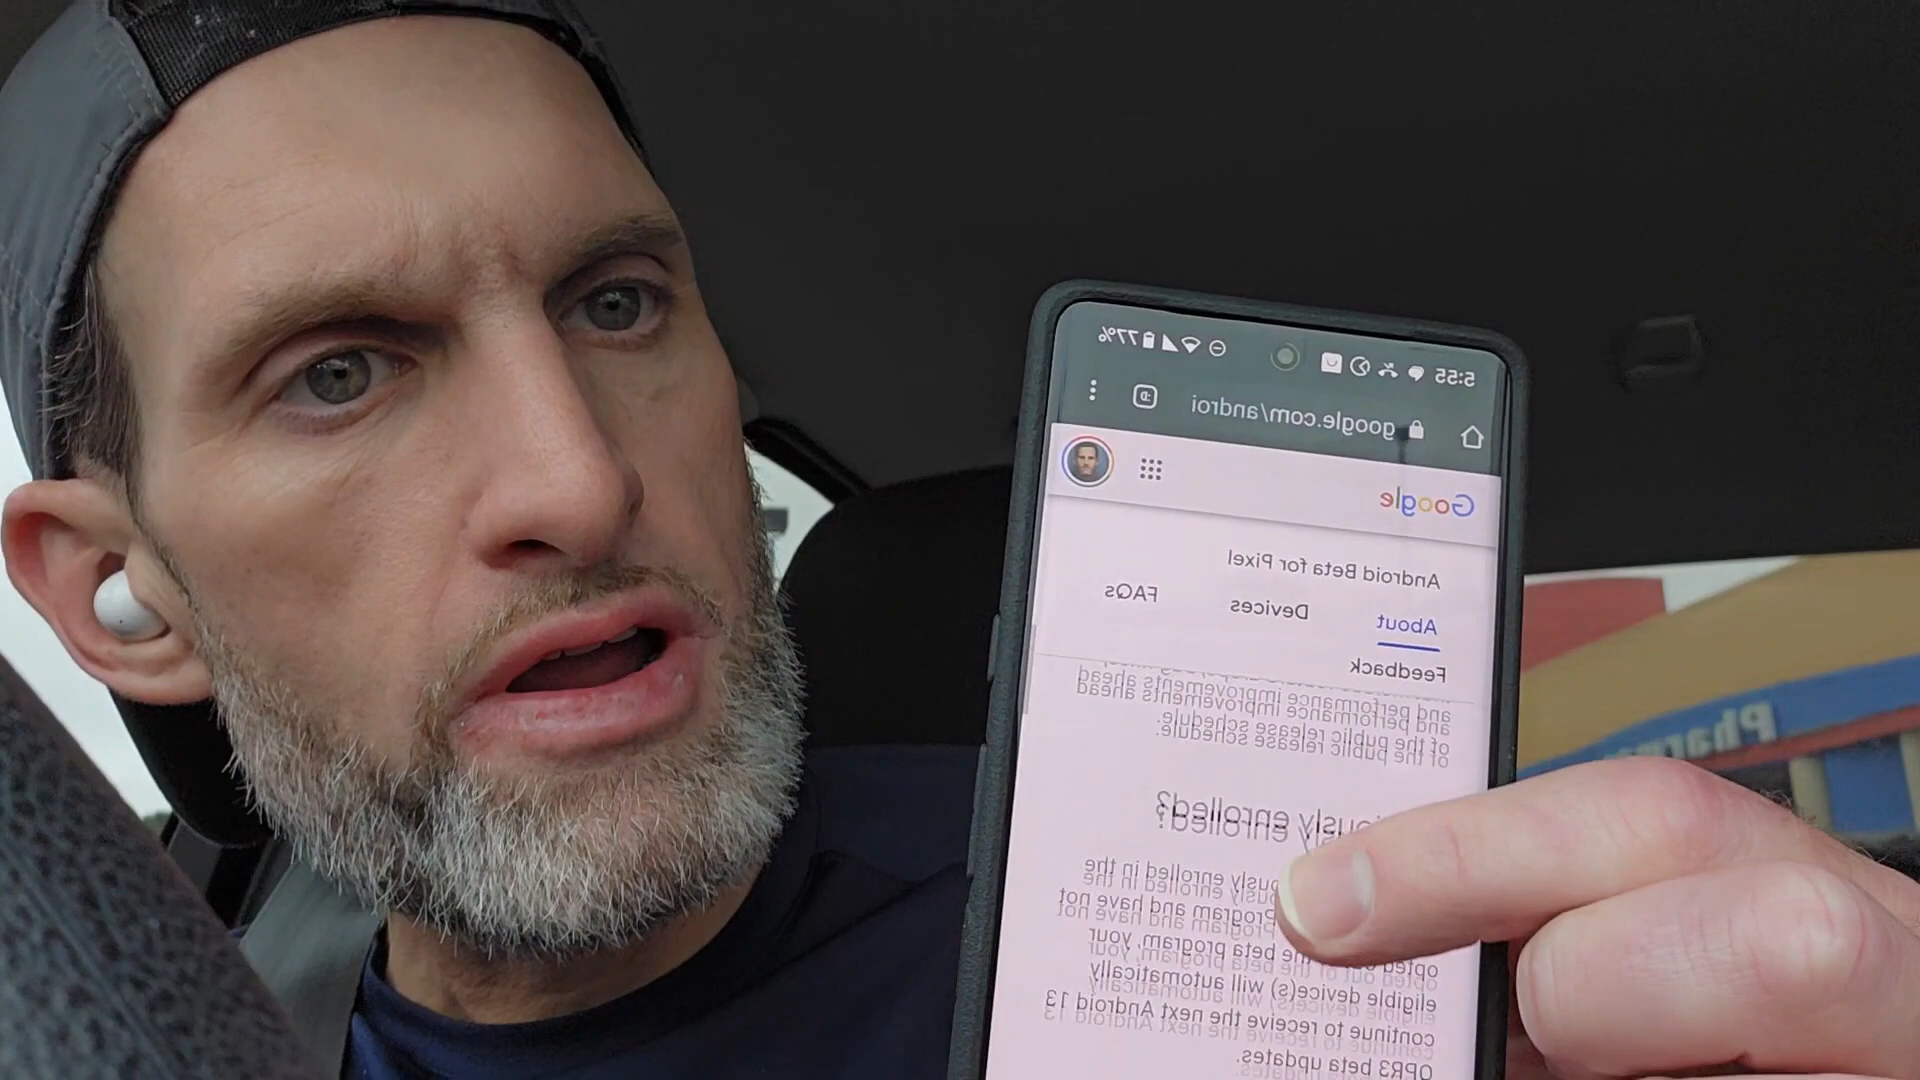 5:55
77%
google.com/androi
:D
Google
Android Beta for Pixel
About
Devices
FAQs
Feedback
and performance improvements ahead
of the public release schedule.
enrolled?
enrolled in the
Program and have not
opted out of the beta program, your
eligible device(s) will automatically
continue to receive the next Android 13
QPR3 beta updates.
Pharm